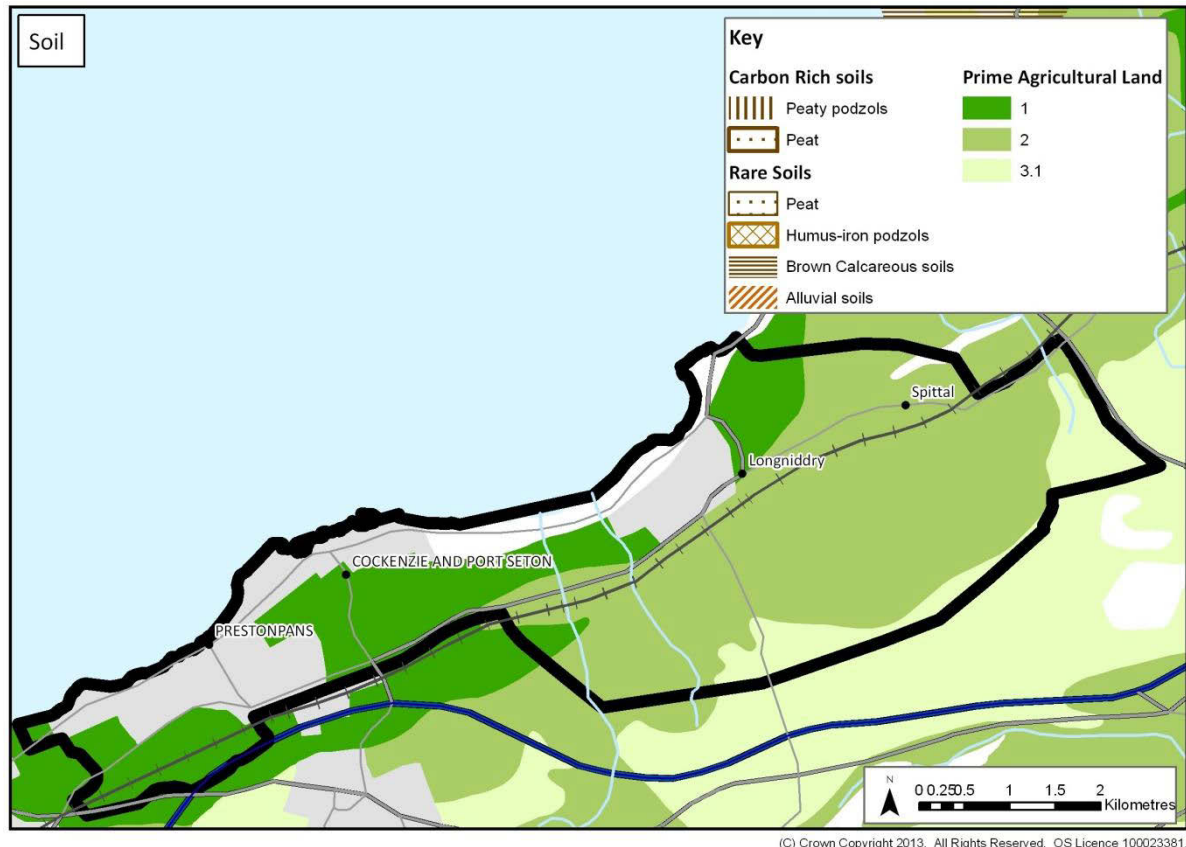 Soil
Key
Carbon Rich soils
Peaty podzols
Peat
Rare Soils
Peat
Humus-iron podzols
Brown Calcareous soils
Alluvial soils
Prime Agricultural Land
1
2
3.1
Spittal
Longniddry
COCKENZIE AND PORT SETON
PRESTONPANS
N
0 0.25 0.5 1 1.5 2
Kilometres
(C) Crown Copyright 2013. All Rights Reserved. OS Licence 100023381.